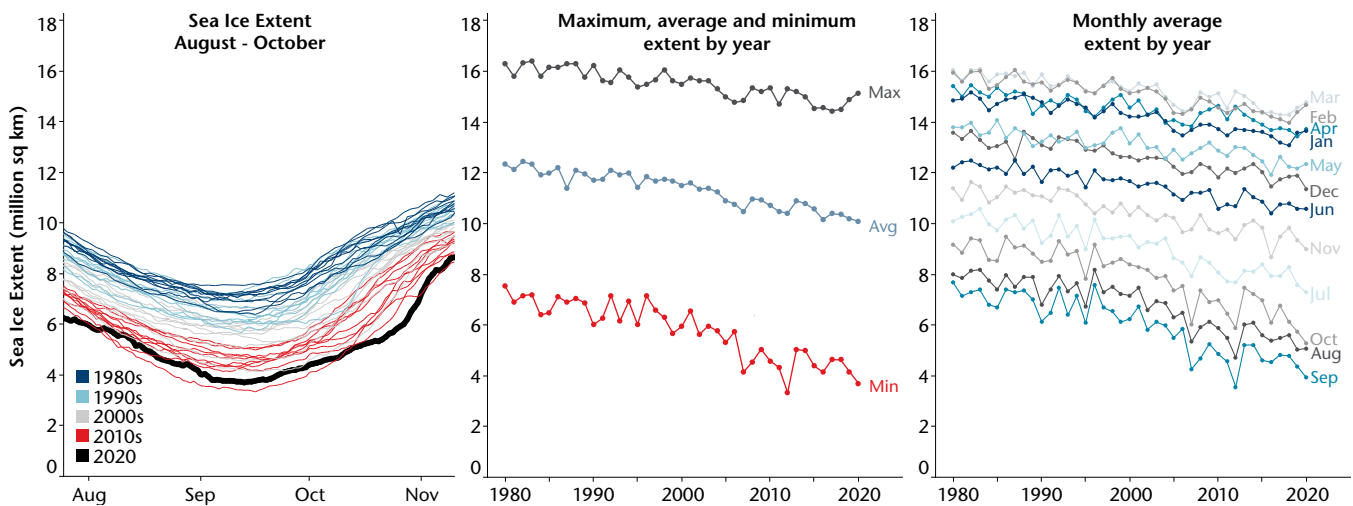 Sea Ice Extent
August - October
Sea Ice Extent (million sq km)
18
16
14
12
10
8
6
4
2
0
1980s
1990s
2000s
2010s
2020
Aug
Sep
Oct
Nov
Maximum, average and minimum
extent by year
18
16
14
12
10
8
6
4
2
0
Max
Avg
Min
1980
1990
2000
2010
2020
Monthly average
extent by year
18
16
14
12
10
8
6
4
2
0
Mar
Feb
Apr
Jan
May
Dec
Jun
Nov
Jul
Oct
Aug
Sep
1980
1990
2000
2010
2020